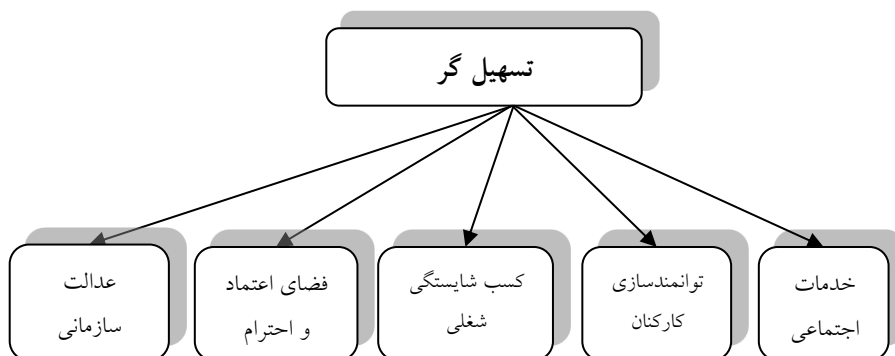 تسهیل گر
خدمات
اجتماعی
توانمندسازی
کارکنان
کسب شایستگی
شغلی
فضای اعتماد
و احترام
عدالت
سازمانی